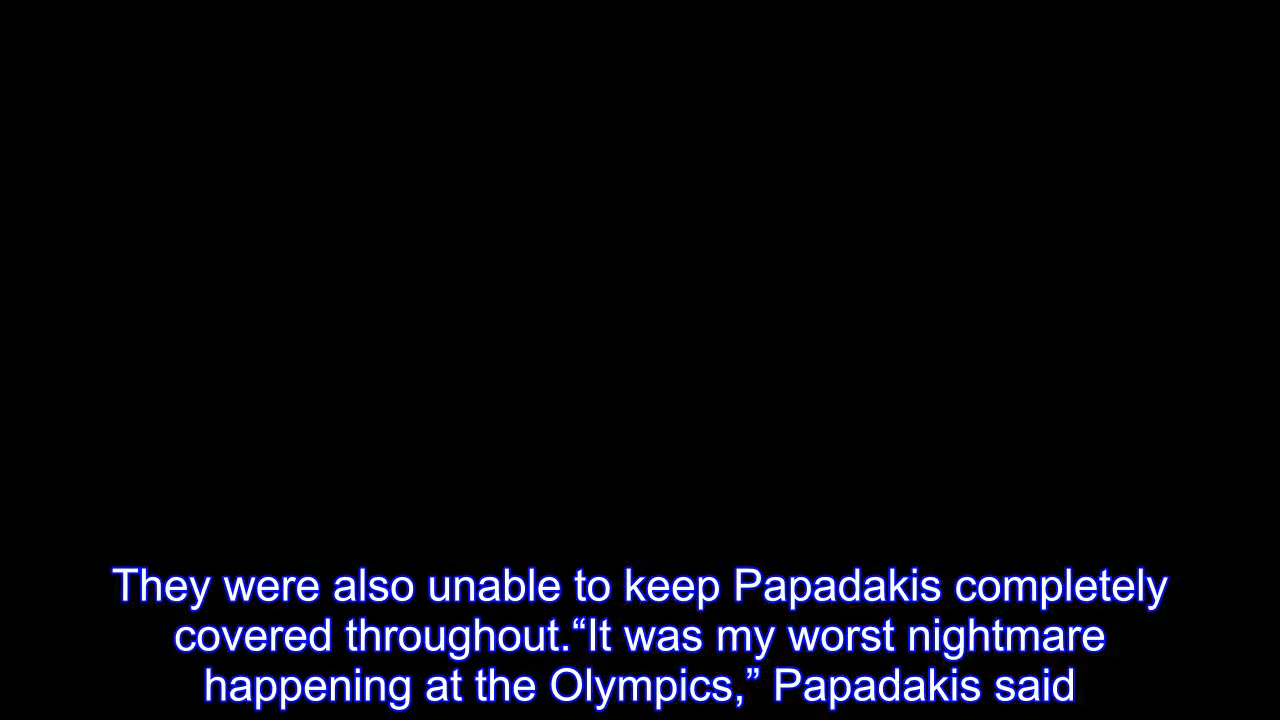 They were also unable to keep Papadakis completely
covered throughout.“It was my worst nightmare
happening at the Olympics,” Papadakis said